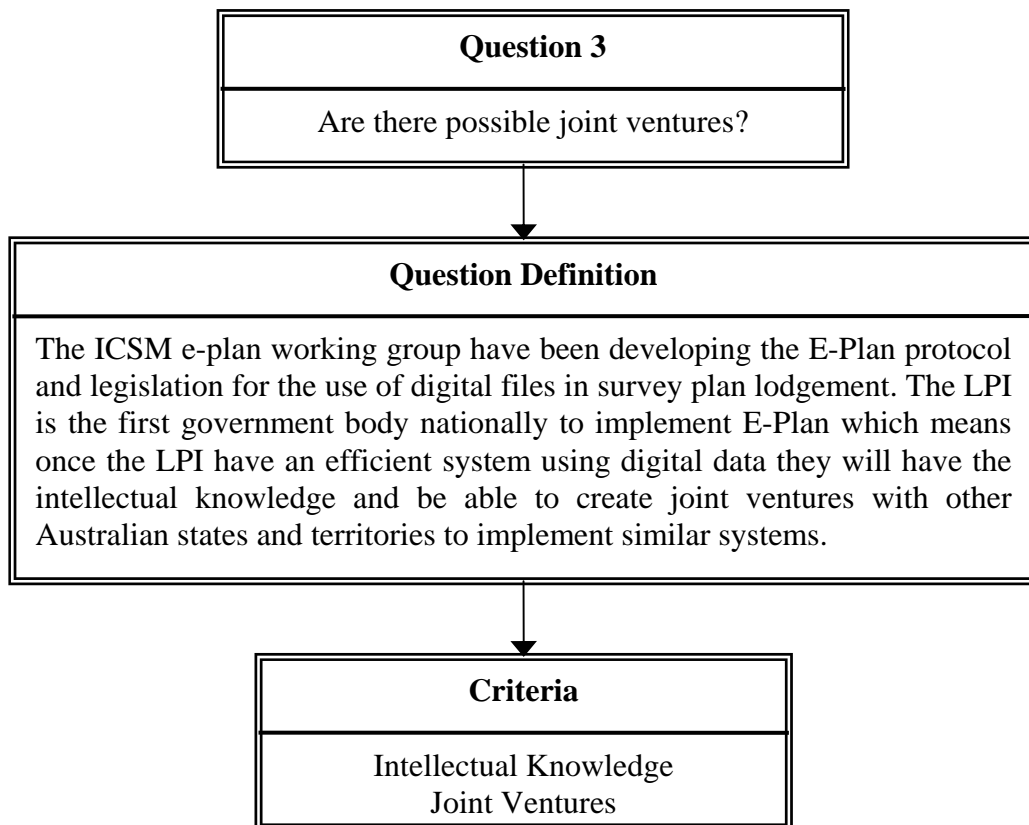 Question 3
Are there possible joint ventures?
Question Definition
The ICSM e-plan working group have been developing the E-Plan protocol
and legislation for the use of digital files in survey plan lodgement. The LPI
is the first government body nationally to implement E-Plan which means
once the LPI have an efficient system using digital data they will have the
intellectual knowledge and be able to create joint ventures with other
Australian states and territories to implement similar systems.
Criteria
Intellectual Knowledge
Joint Ventures